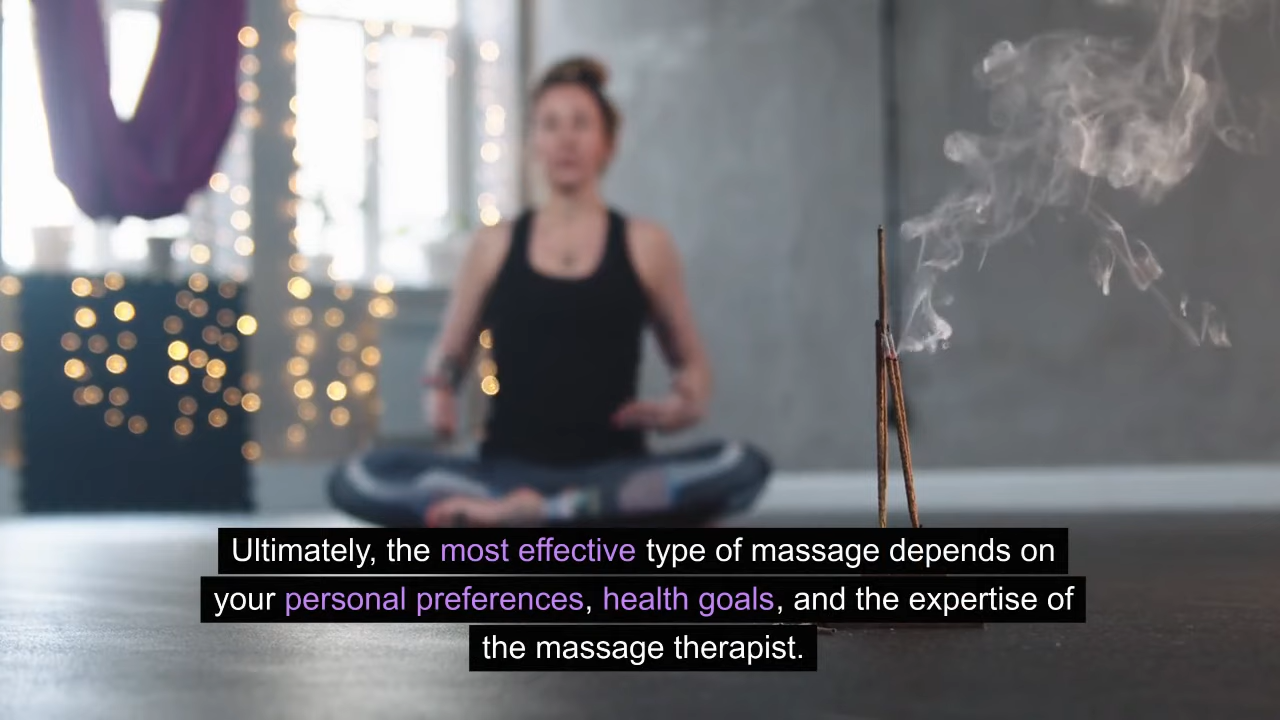 Ultimately, the most effective type of massage depends on
your personal preferences, health goals, and the expertise of
the massage therapist.